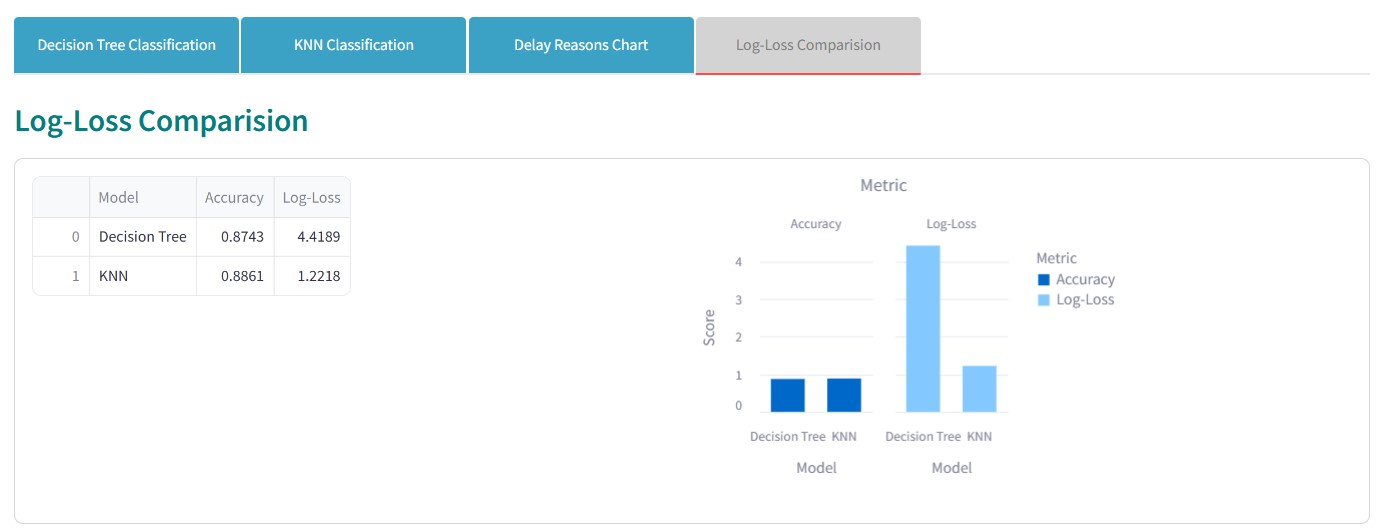 Decision Tree Classification
KNN Classification
Delay Reasons Chart
Log-Loss Comparision
Log-Loss Comparision
Model Accuracy Log-Loss
0 Decision Tree 0.8743 4.4189
1 KNN 0.8861 1.2218
Metric
Accuracy Log-Loss
4
3
2
1
0
Score
Decision Tree KNN Decision Tree KNN
Model Model
Metric
Accuracy
Log-Loss